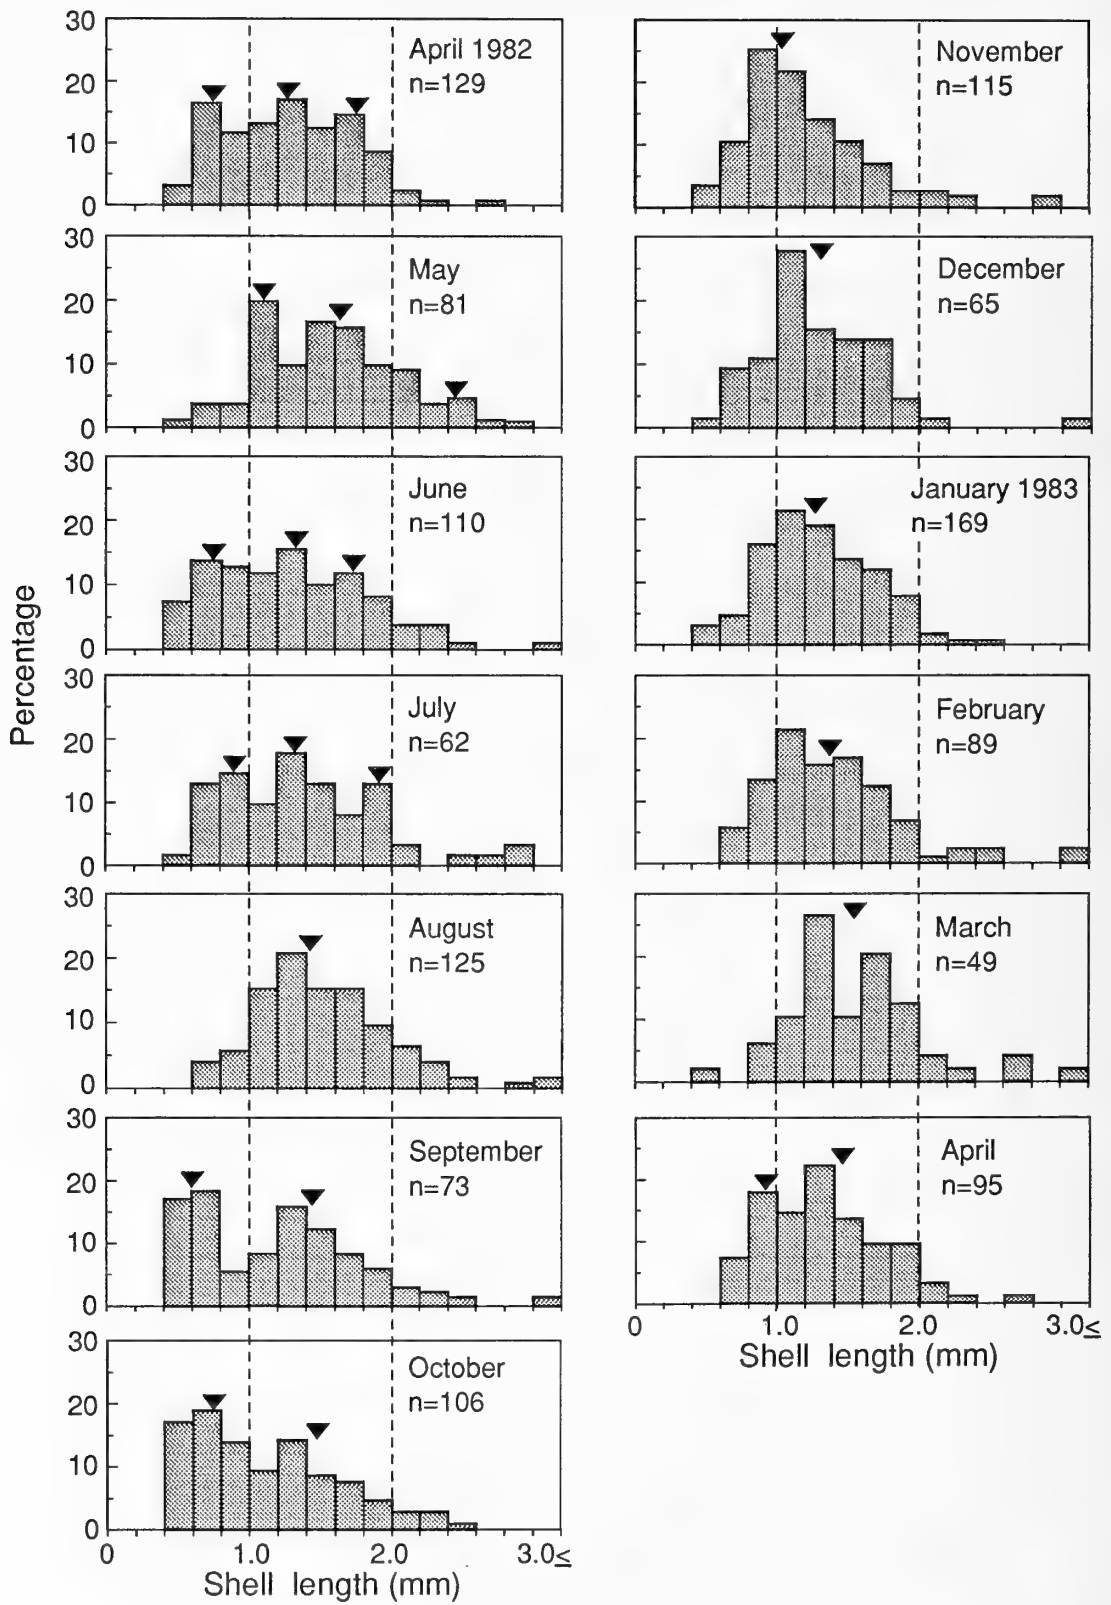 Percentage
30
20
10
0
April 1982
n=129
30
20
10
0
May
n=81
30
20
10
0
June
n=110
30
20
10
0
July
n=62
30
20
10
0
August
n=125
30
20
10
0
September
n=73
30
20
10
0
October
n=106
0 1.0 2.0 3.0≤
Shell length (mm)
November
n=115
December
n=65
January 1983
n=169
February
n=89
March
n=49
April
n=95
0 1.0 2.0 3.0≤
Shell length (mm)